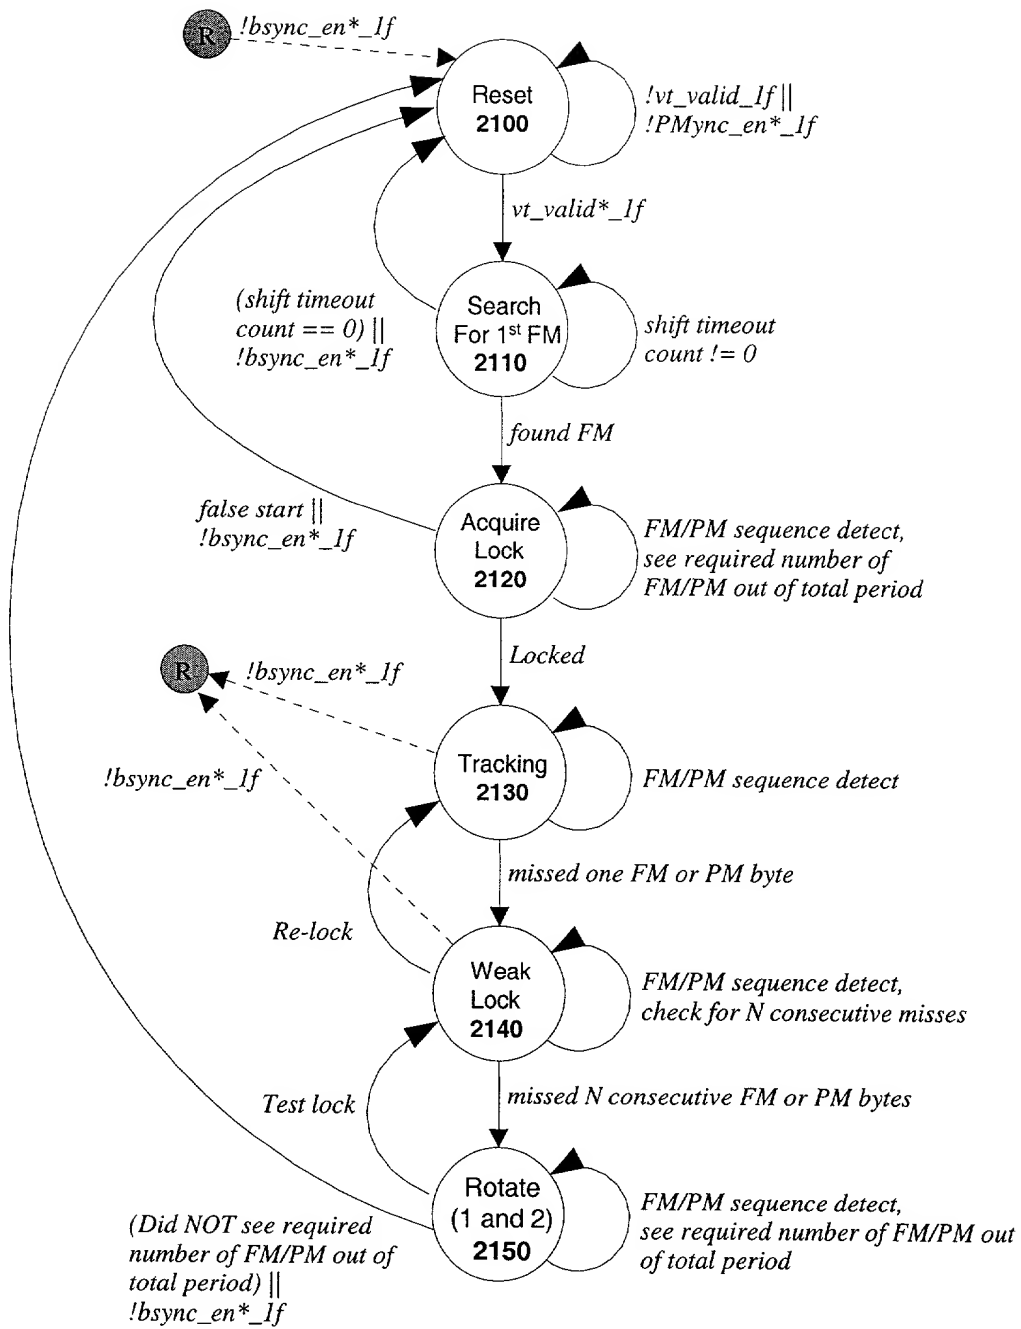 R
!bsync_en*_1f
Reset
2100
!vt_valid_1f ||
!PMync_en*_1f
vt_valid*_1f
(shift timeout
count == 0) ||
!bsync_en*_1f
Search
For 1st FM
2110
shift timeout
count != 0
found FM
false start ||
!bsync_en*_1f
Acquire
Lock
2120
FM/PM sequence detect,
see required number of
FM/PM out of total period
Locked
R
!bsync_en*_1f
!bsync_en*_1f
Tracking
2130
FM/PM sequence detect
missed one FM or PM byte
Re-lock
Weak
Lock
2140
FM/PM sequence detect,
check for N consecutive misses
Test lock
missed N consecutive FM or PM bytes
Rotate
(1 and 2)
2150
FM/PM sequence detect,
see required number of FM/PM out
of total period
(Did NOT see required
number of FM/PM out of
total period) ||
!bsync_en*_1f